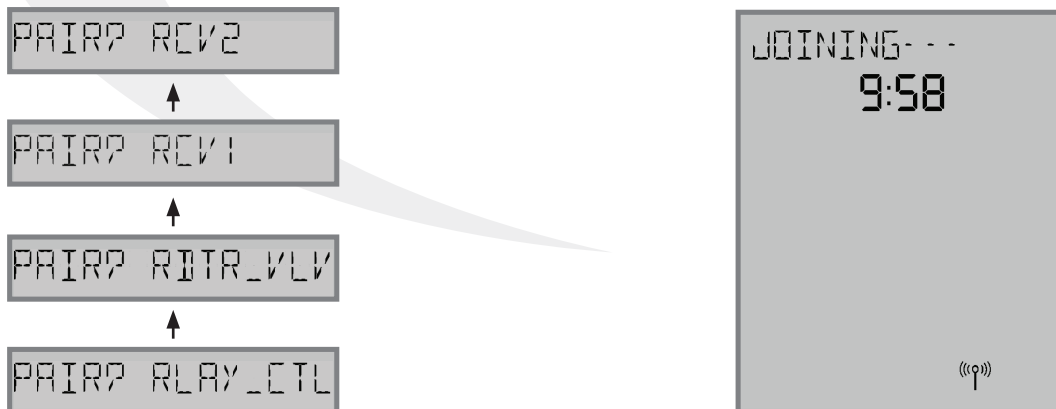 PAIR? RCV2
PAIR? RCV1
PAIR? RDTR_VLV
PAIR? RLAY_CTL
JOINING---
9:58